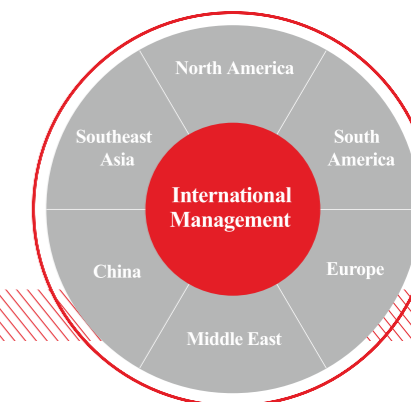 North America
Southeast
Asia
South
America
International
Management
China
Europe
Middle East